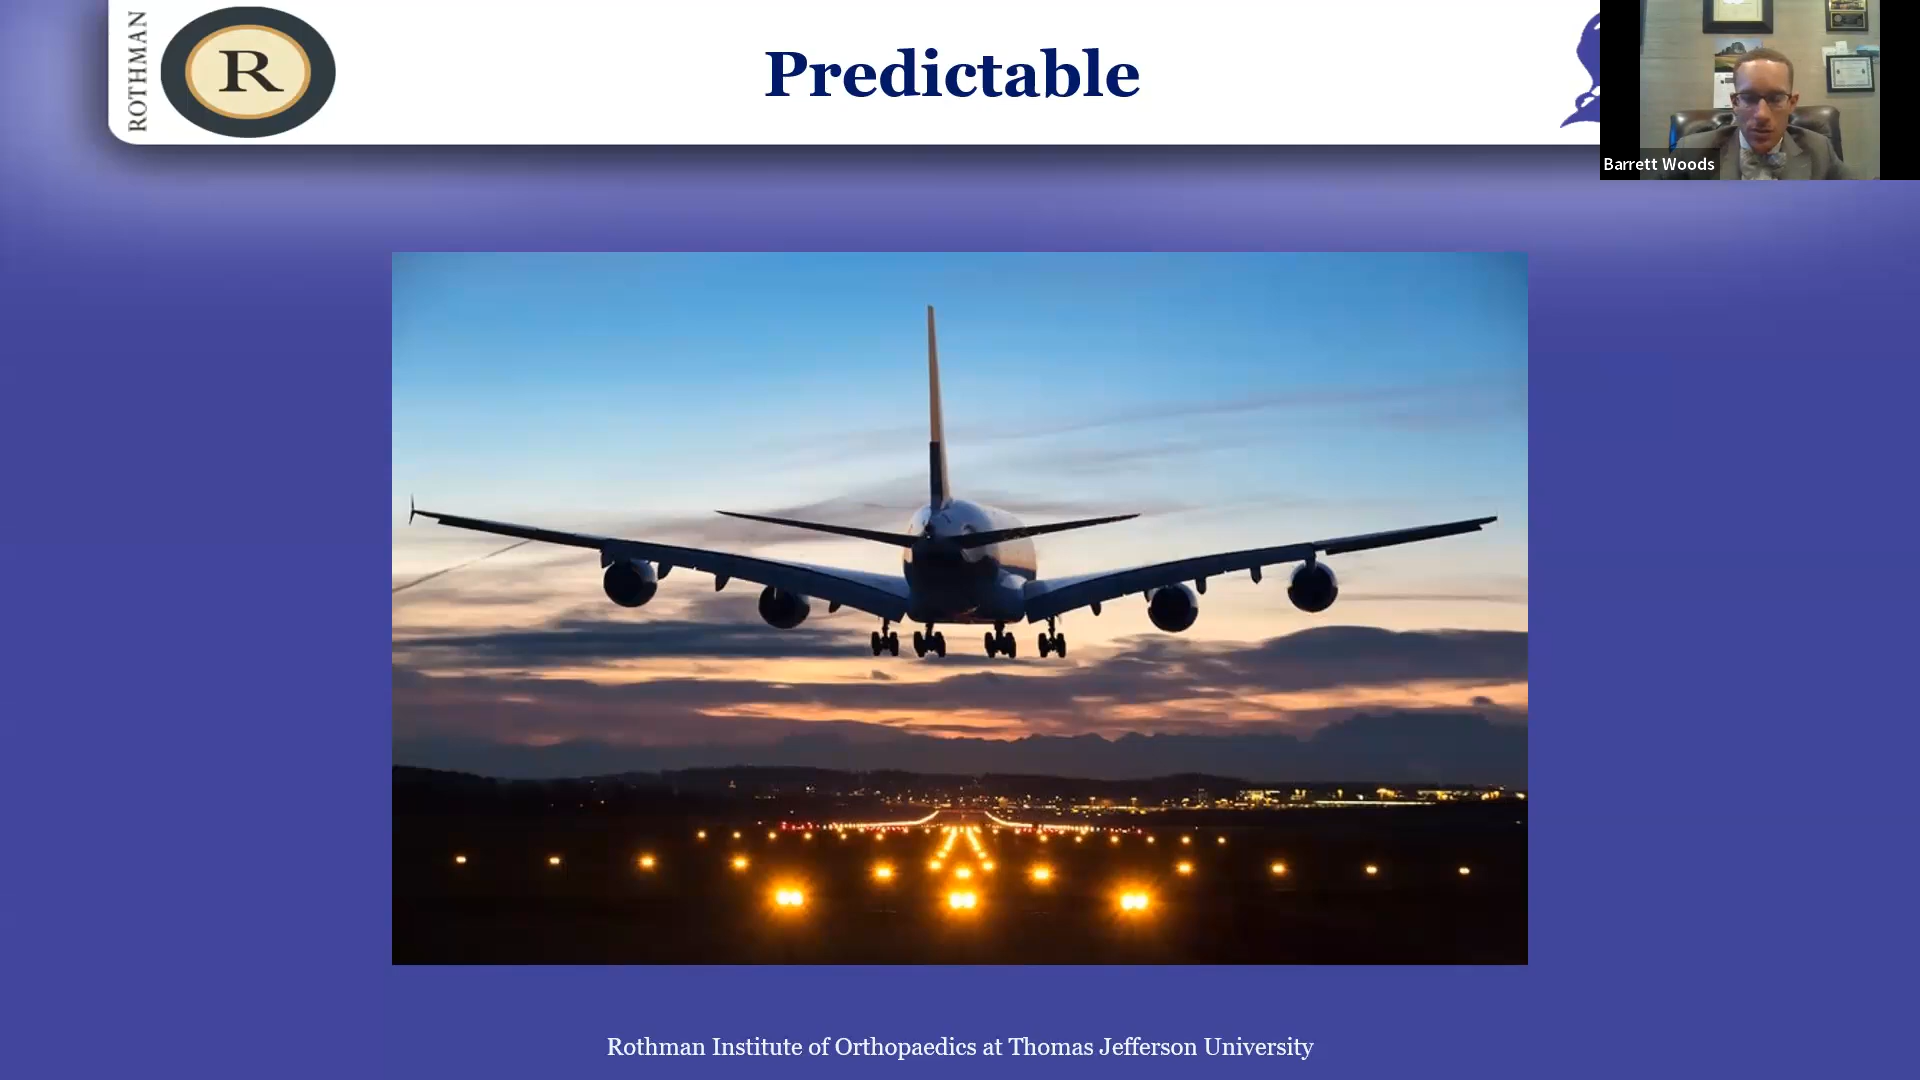 ROTHMAN
R
Predictable
Barrett Woods
Rothman Institute of Orthopaedics at Thomas Jefferson University